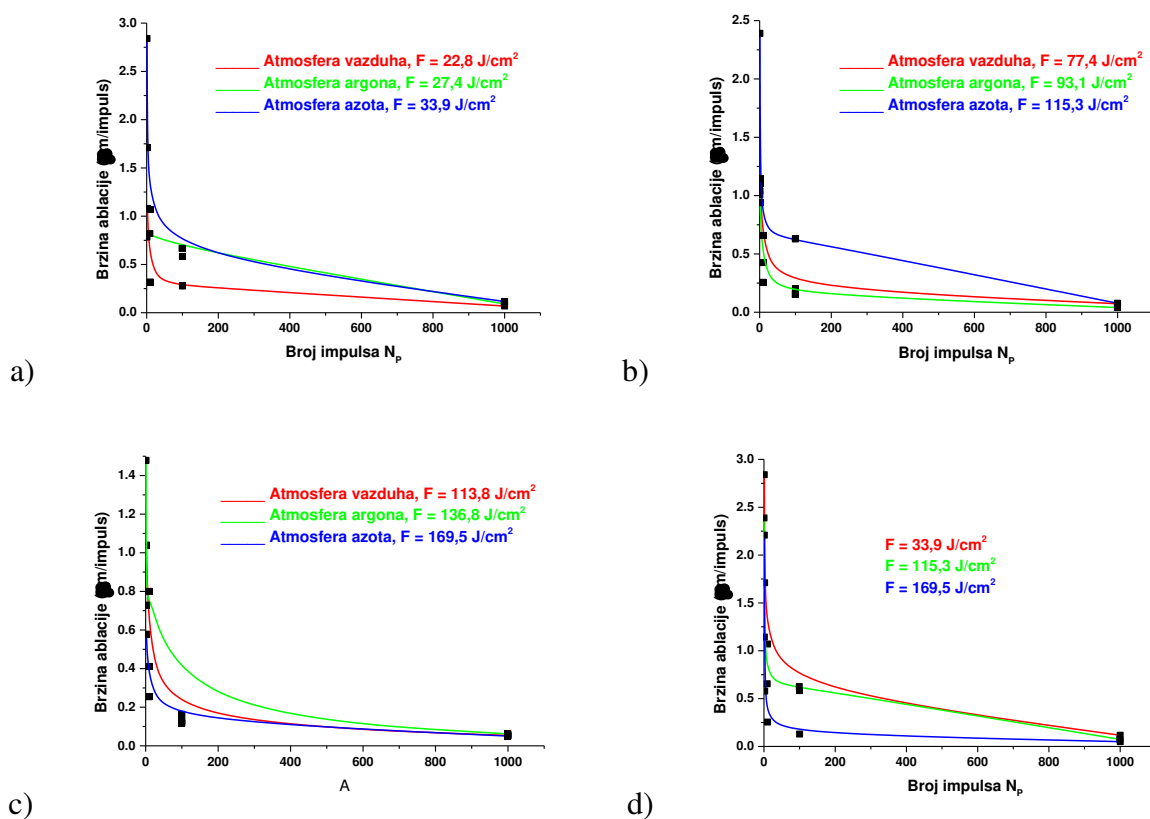 3.0
2.5
2.0
1.5
1.0
0.5
0.0
0
200
400
600
800
1000
Brzina ablacije m/impuls)
Atmosfera vazduha, F = 22,8 J/cm²
Atmosfera argona, F = 27,4 J/cm²
Atmosfera azota, F = 33,9 J/cm²
Broj impulsa N_P
a)
2.5
2.0
1.5
1.0
0.5
0.0
0
200
400
600
800
1000
Brzina ablacije m/impuls)
Atmosfera vazduha, F = 77,4 J/cm²
Atmosfera argona, F = 93,1 J/cm²
Atmosfera azota, F = 115,3 J/cm²
Broj impulsa N_P
b)
1.4
1.2
1.0
0.8
0.6
0.4
0.2
0.0
0
200
400
600
800
1000
Brzina ablacije m/impuls)
Atmosfera vazduha, F = 113,8 J/cm²
Atmosfera argona, F = 136,8 J/cm²
Atmosfera azota, F = 169,5 J/cm²
A
c)
3.0
2.5
2.0
1.5
1.0
0.5
0.0
0
200
400
600
800
1000
Brzina ablacije m/impuls)
F = 33,9 J/cm²
F = 115,3 J/cm²
F = 169,5 J/cm²
Broj impulsa N_P
d)